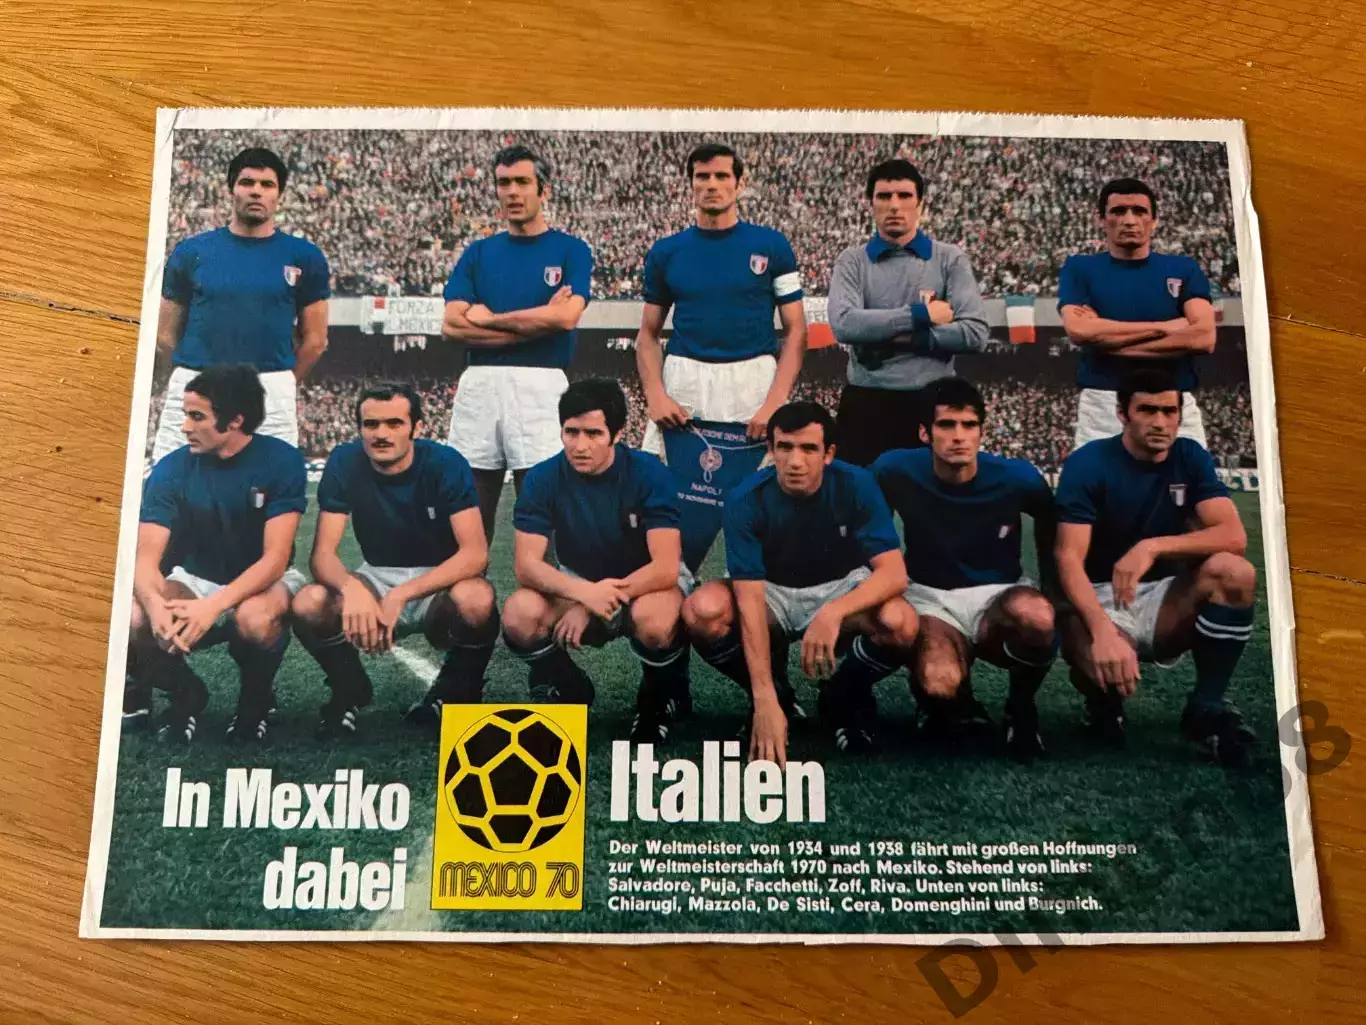 FORZA
MEXICO
NAPOLI
In Mexiko
dabei
MEXICO 70
Italien
Der Weltmeister von 1934 und 1938 fährt mit großen Hoffnungen
zur Weltmeisterschaft 1970 nach Mexiko. Stehend von links:
Salvadore, Puja, Facchetti, Zoff, Riva. Unten von links:
Chiarugi, Mazzola, De Sisti, Cera, Domenghini und Burgnich.